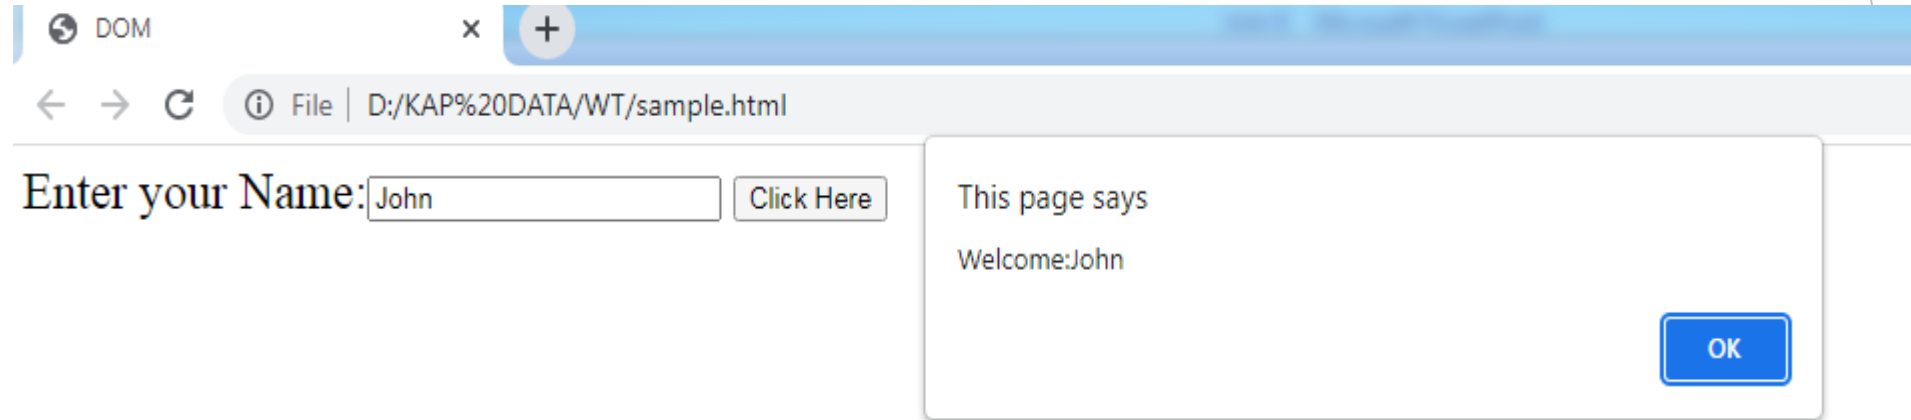 DOM
File | D:/KAP%20DATA/WT/sample.html
Enter your Name: John Click Here
This page says
Welcome:John
OK